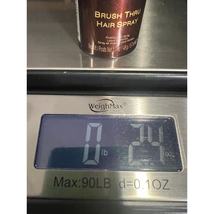 BRUSH THRU
HAIR SPRAY
WeighMax
0 lb 24
Max:90LB d=0.1OZ